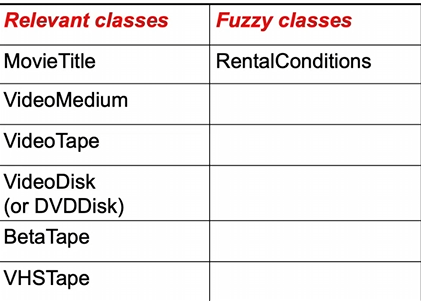 Relevant classes Fuzzy classes
MovieTitle RentalConditions
VideoMedium
VideoTape
VideoDisk
(or DVDDisk)
BetaTape
VHSTape